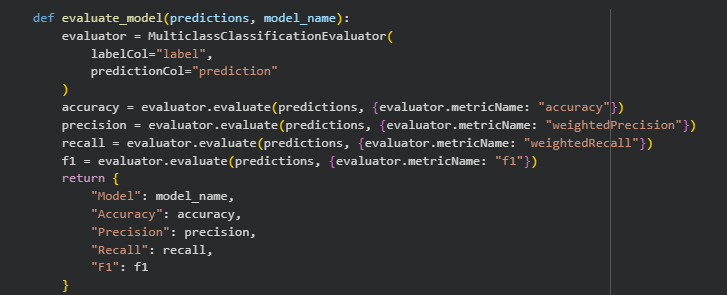 def evaluate_model(predictions, model_name):
    evaluator = MulticlassClassificationEvaluator(
        labelCol="label",
        predictionCol="prediction"
    )
    accuracy = evaluator.evaluate(predictions, {evaluator.metricName: "accuracy"})
    precision = evaluator.evaluate(predictions, {evaluator.metricName: "weightedPrecision"})
    recall = evaluator.evaluate(predictions, {evaluator.metricName: "weightedRecall"})
    f1 = evaluator.evaluate(predictions, {evaluator.metricName: "f1"})
    return {
        "Model": model_name,
        "Accuracy": accuracy,
        "Precision": precision,
        "Recall": recall,
        "F1": f1
    }